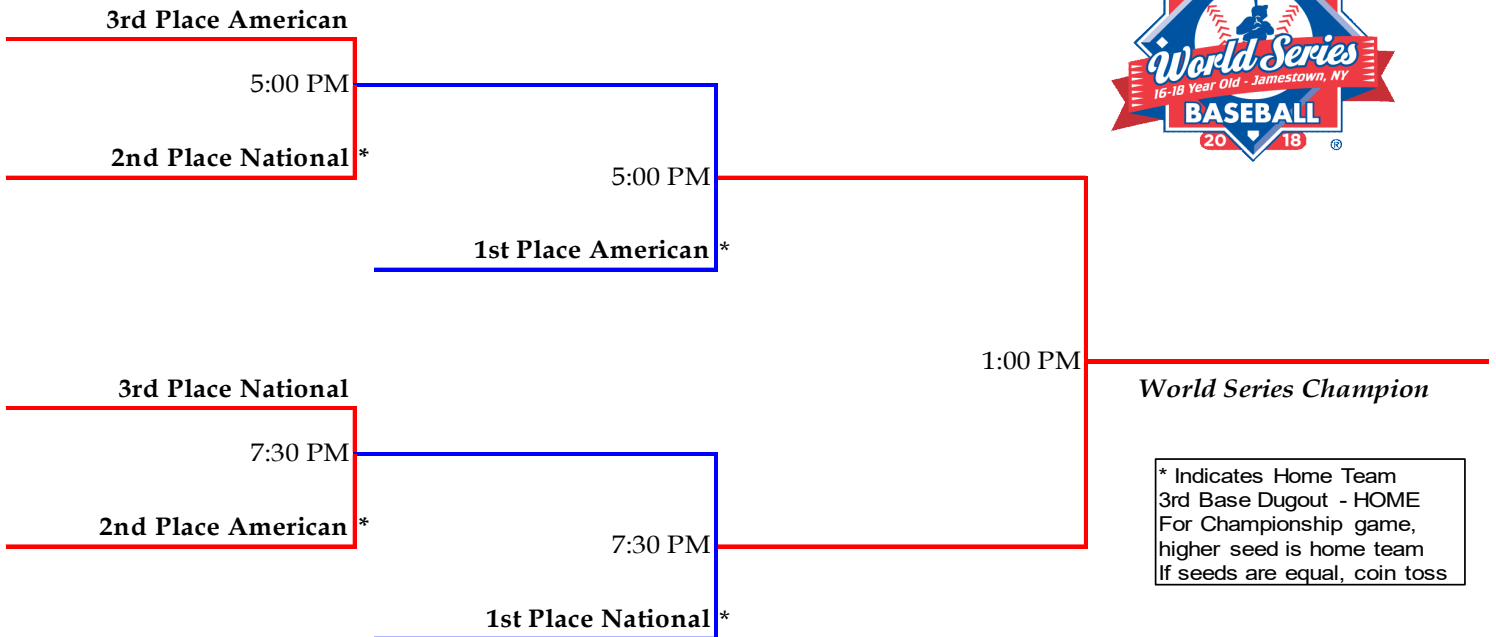 3rd Place American
5:00 PM
2nd Place National *
5:00 PM
1st Place American *
World Series
16-18 Year Old - Jamestown, NY
BASEBALL
20 18 ®
1:00 PM
World Series Champion
3rd Place National
7:30 PM
2nd Place American *
7:30 PM
1st Place National *
* Indicates Home Team
3rd Base Dugout - HOME
For Championship game,
higher seed is home team
If seeds are equal, coin toss